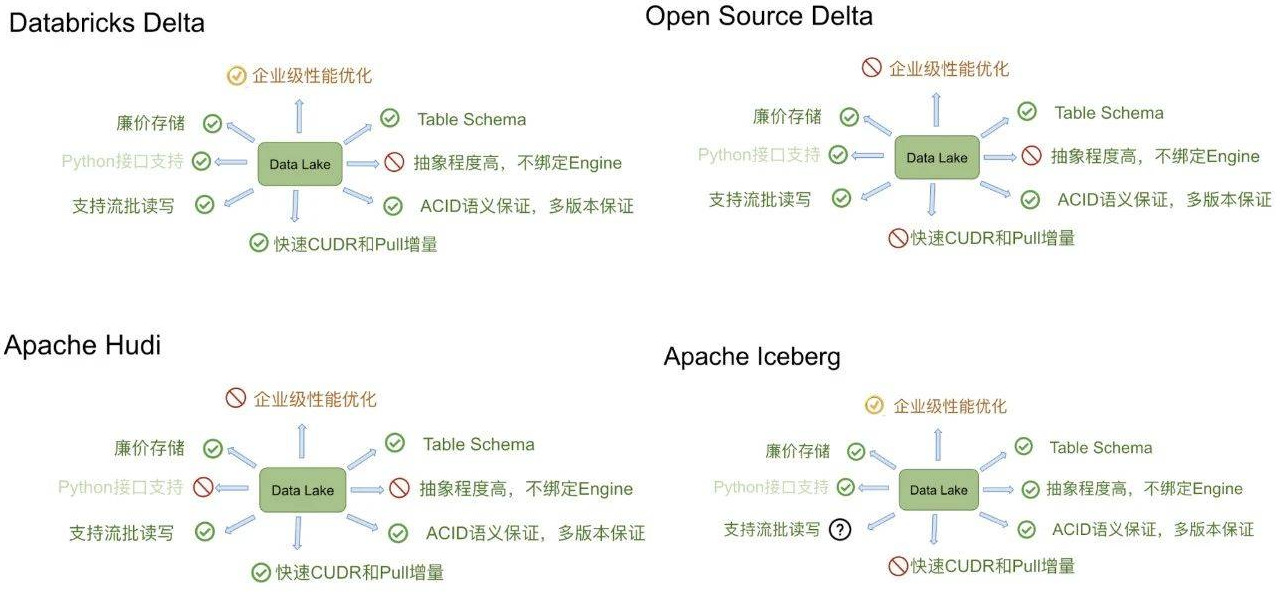 Databricks Delta
企业级性能优化
廉价存储
Table Schema
Python接口支持
Data Lake
抽象程度高，不绑定Engine
支持流批读写
ACID语义保证，多版本保证
快速CUDR和Pull增量
Open Source Delta
企业级性能优化
廉价存储
Table Schema
Python接口支持
Data Lake
抽象程度高，不绑定Engine
支持流批读写
ACID语义保证，多版本保证
快速CUDR和Pull增量
Apache Hudi
企业级性能优化
廉价存储
Table Schema
Python接口支持
Data Lake
抽象程度高，不绑定Engine
支持流批读写
ACID语义保证，多版本保证
快速CUDR和Pull增量
Apache Iceberg
企业级性能优化
廉价存储
Table Schema
Python接口支持
Data Lake
抽象程度高，不绑定Engine
支持流批读写 ?
ACID语义保证，多版本保证
快速CUDR和Pull增量